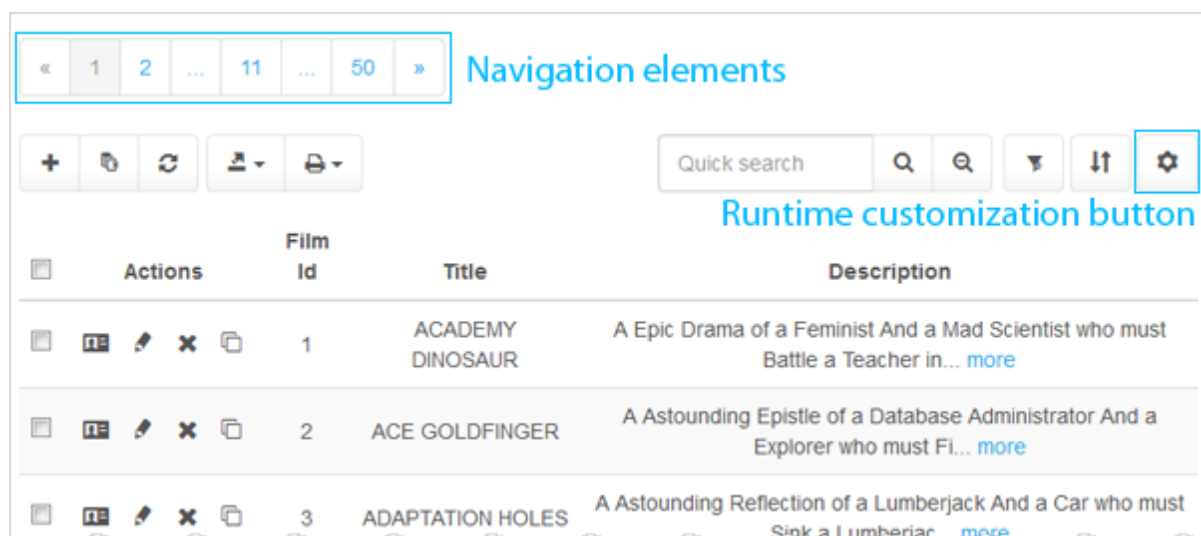 « 1 2 ... 11 ... 50 » Navigation elements
Quick search
Runtime customization button
Film
Actions Id Title Description
1 ACADEMY DINOSAUR A Epic Drama of a Feminist And a Mad Scientist who must
Battle a Teacher in... more
2 ACE GOLDFINGER A Astounding Epistle of a Database Administrator And a
Explorer who must Fi... more
3 ADAPTATION HOLES A Astounding Reflection of a Lumberjack And a Car who must
Sink a Lumberjac... more